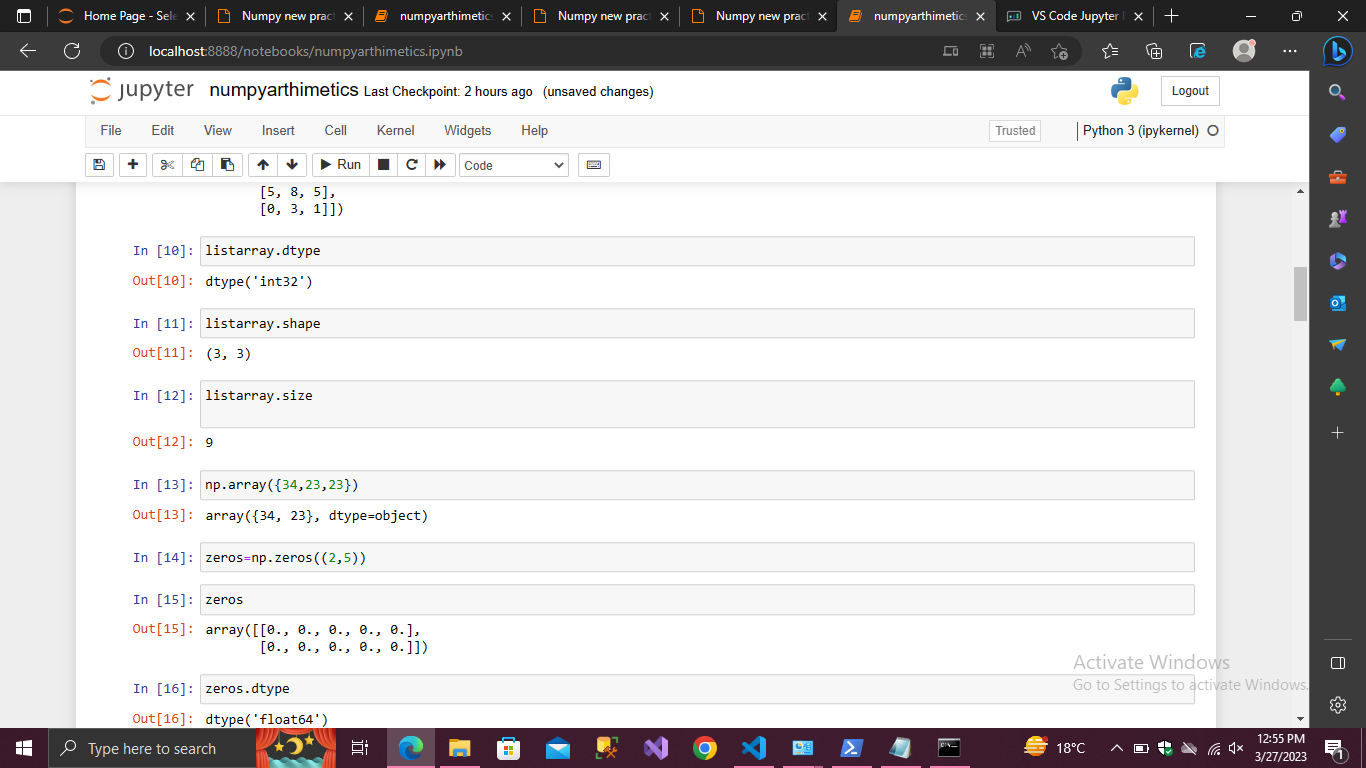 Home Page - Sele
Numpy new pract
numpyarthimetics
Numpy new pract
Numpy new pract
numpyarthimetics
VS Code Jupyter
localhost:8888/notebooks/numpyarthimetics.ipynb
jupyter numpyarthimetics Last Checkpoint: 2 hours ago (unsaved changes)
Logout
File Edit View Insert Cell Kernel Widgets Help
Trusted
Python 3 (ipykernel)
Run
Code
[5, 8, 5],
[0, 3, 1]])
In [10]: listarray.dtype
Out[10]: dtype('int32')
In [11]: listarray.shape
Out[11]: (3, 3)
In [12]: listarray.size
Out[12]: 9
In [13]: np.array({34,23,23})
Out[13]: array({34, 23}, dtype=object)
In [14]: zeros=np.zeros((2,5))
In [15]: zeros
Out[15]: array([[0., 0., 0., 0., 0.],
[0., 0., 0., 0., 0.]])
In [16]: zeros.dtype
Out[16]: dtype('float64')
Activate Windows
Go to Settings to activate Windows.
Type here to search
18°C
12:55 PM
3/27/2023
1